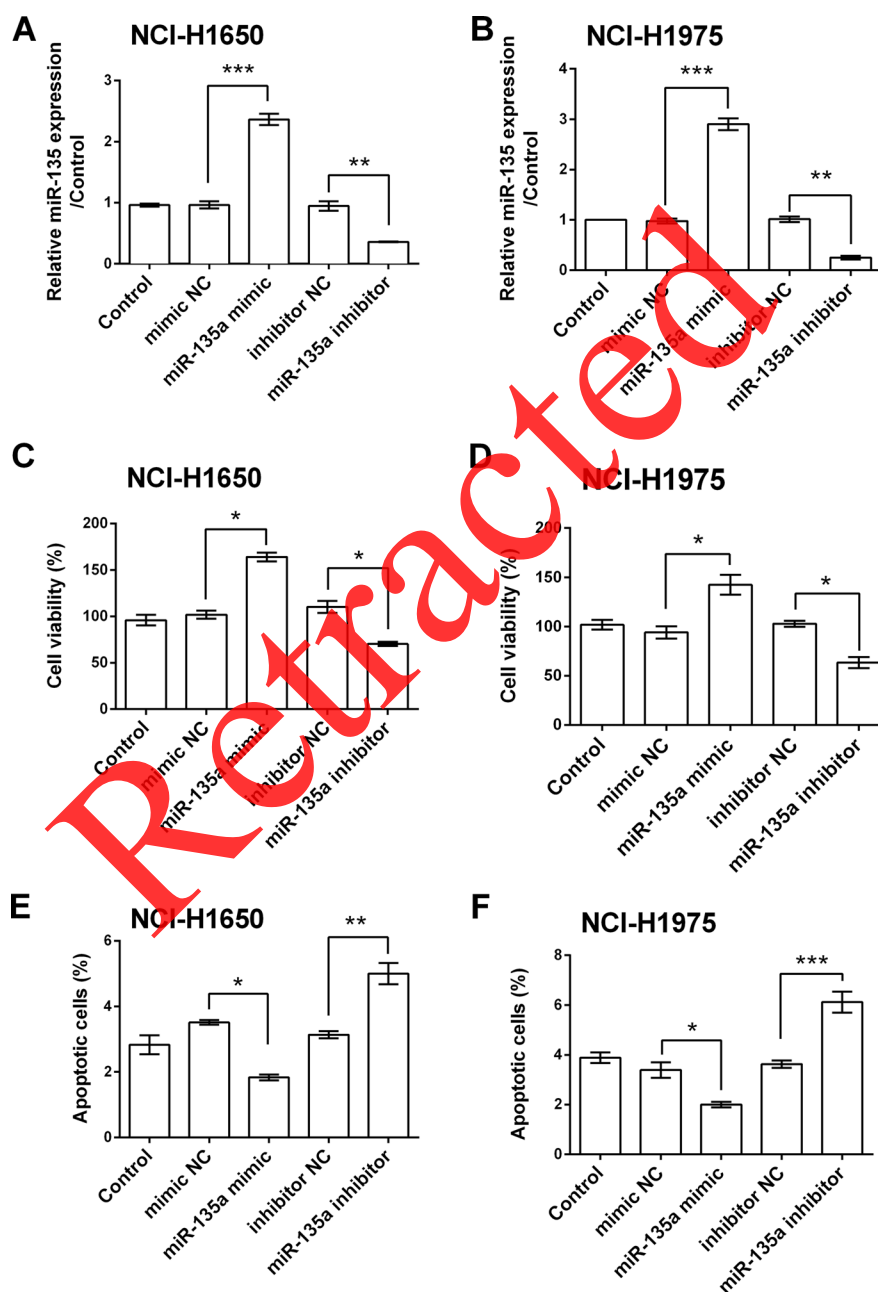 A
NCI-H1650
Relative miR-135 expression
/Control
3
2
1
0
***
**
Control
mimic NC
miR-135a mimic
inhibitor NC
miR-135a inhibitor
B
NCI-H1975
Relative miR-135 expression
/Control
4
3
2
1
0
***
**
Control
mimic NC
miR-135a mimic
inhibitor NC
miR-135a inhibitor
C
NCI-H1650
Cell viability (%)
200
150
100
50
0
*
*
Control
mimic NC
miR-135a mimic
inhibitor NC
miR-135a inhibitor
D
NCI-H1975
Cell viability (%)
200
150
100
50
0
*
*
Control
mimic NC
miR-135a mimic
inhibitor NC
miR-135a inhibitor
E
NCI-H1650
Apoptotic cells (%)
6
4
2
0
*
**
Control
mimic NC
miR-135a mimic
inhibitor NC
miR-135a inhibitor
F
NCI-H1975
Apoptotic cells (%)
8
6
4
2
0
*
***
Control
mimic NC
miR-135a mimic
inhibitor NC
miR-135a inhibitor
Retracted